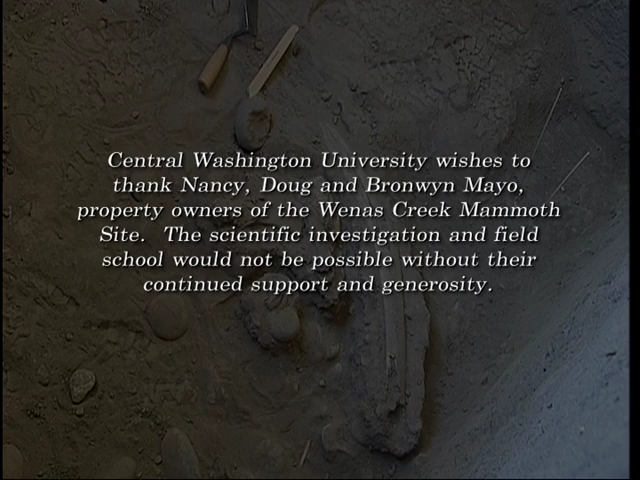 Central Washington University wishes to
thank Nancy, Doug and Bronwyn Mayo,
property owners of the Wenas Creek Mammoth
Site.  The scientific investigation and field
school would not be possible without their
continued support and generosity.